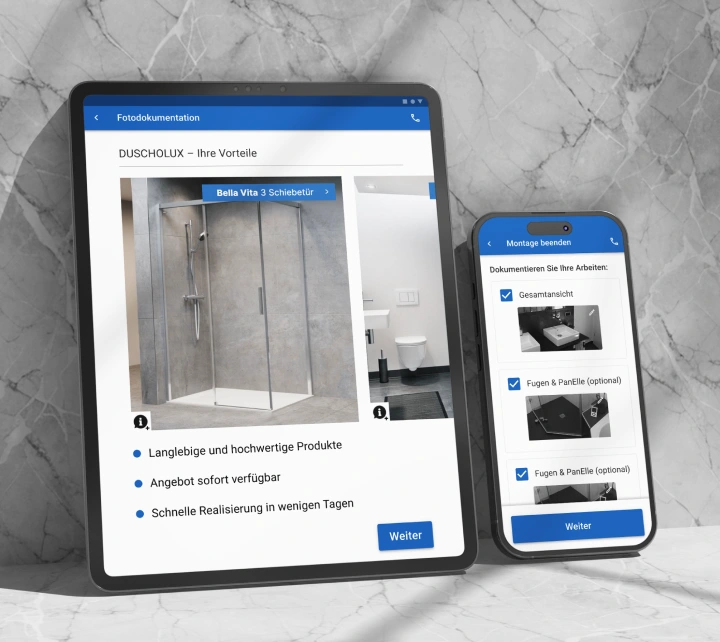 Fotodokumentation
DUSCHOLUX – Ihre Vorteile
Bella Vita 3 Schiebetür
Langlebige und hochwertige Produkte
Angebot sofort verfügbar
Schnelle Realisierung in wenigen Tagen
Weiter
Montage beenden
Dokumentieren Sie Ihre Arbeiten:
Gesamtansicht
Fugen & PanElle (optional)
Fugen & PanElle (optional)
Weiter